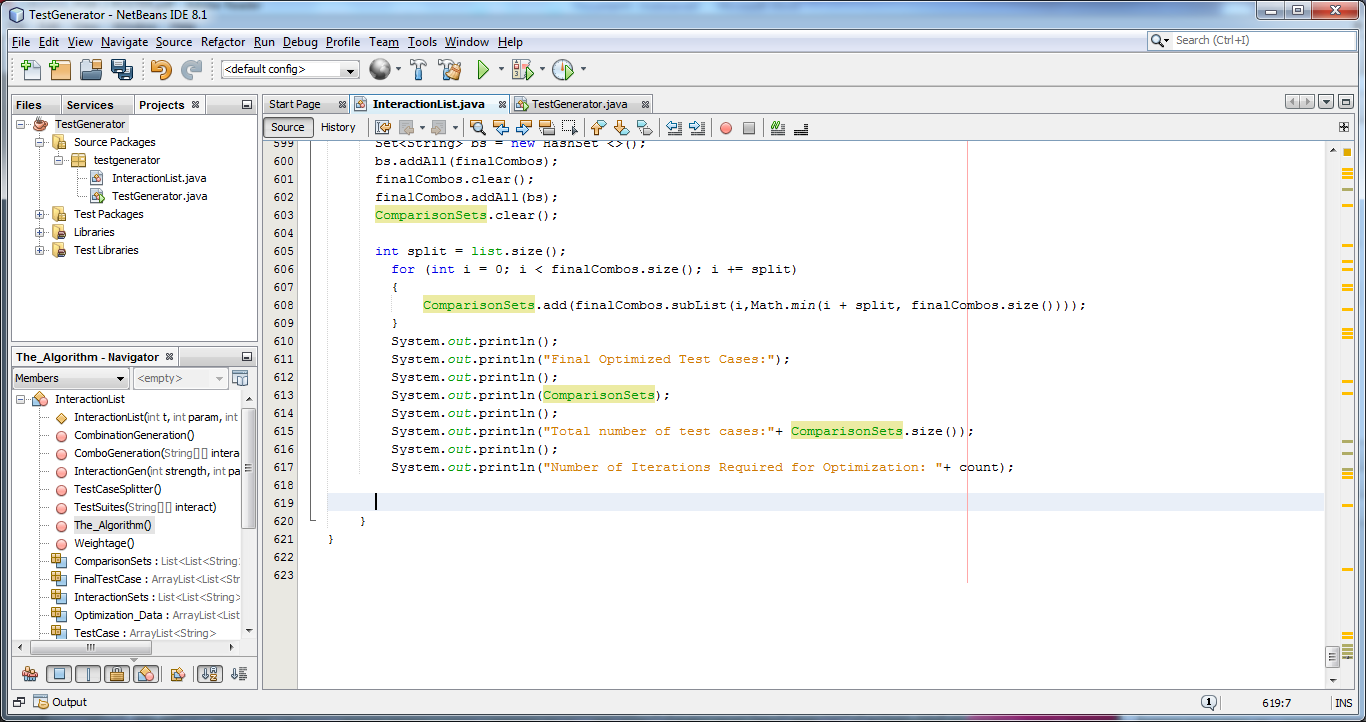 TestGenerator - NetBeans IDE 8.1
File Edit View Navigate Source Refactor Run Debug Profile Team Tools Window Help
Search (Ctrl+I)
<default config>
Files Services Projects
TestGenerator
Source Packages
testgenerator
InteractionList.java
TestGenerator.java
Test Packages
Libraries
Test Libraries
The_Algorithm - Navigator
Members <empty>
InteractionList
InteractionList(int t, int param, int
CombinationGeneration()
ComboGeneration(String[][] intera
InteractionGen(int strength, int pa
TestCaseSplitter()
TestSuites(String[][] interact)
The_Algorithm()
Weightage()
ComparisonSets : List<List<String>
FinalTestCase : ArrayList<List<Str
InteractionSets : List<List<String>
Optimization_Data : ArrayList<List
TestCase : ArrayList<String>
Start Page InteractionList.java TestGenerator.java
Source History
599 Set<String> bs = new HashSet <>();
600 bs.addAll(finalCombos);
601 finalCombos.clear();
602 finalCombos.addAll(bs);
603 ComparisonSets.clear();
604
605 int split = list.size();
606 for (int i = 0; i < finalCombos.size(); i += split)
607 {
608 ComparisonSets.add(finalCombos.subList(i,Math.min(i + split, finalCombos.size())));
609 }
610 System.out.println();
611 System.out.println("Final Optimized Test Cases:");
612 System.out.println();
613 System.out.println(ComparisonSets);
614 System.out.println();
615 System.out.println("Total number of test cases:"+ ComparisonSets.size());
616 System.out.println();
617 System.out.println("Number of Iterations Required for Optimization: "+ count);
618
619
620 }
621 }
622
623
Output
1
619:7 INS